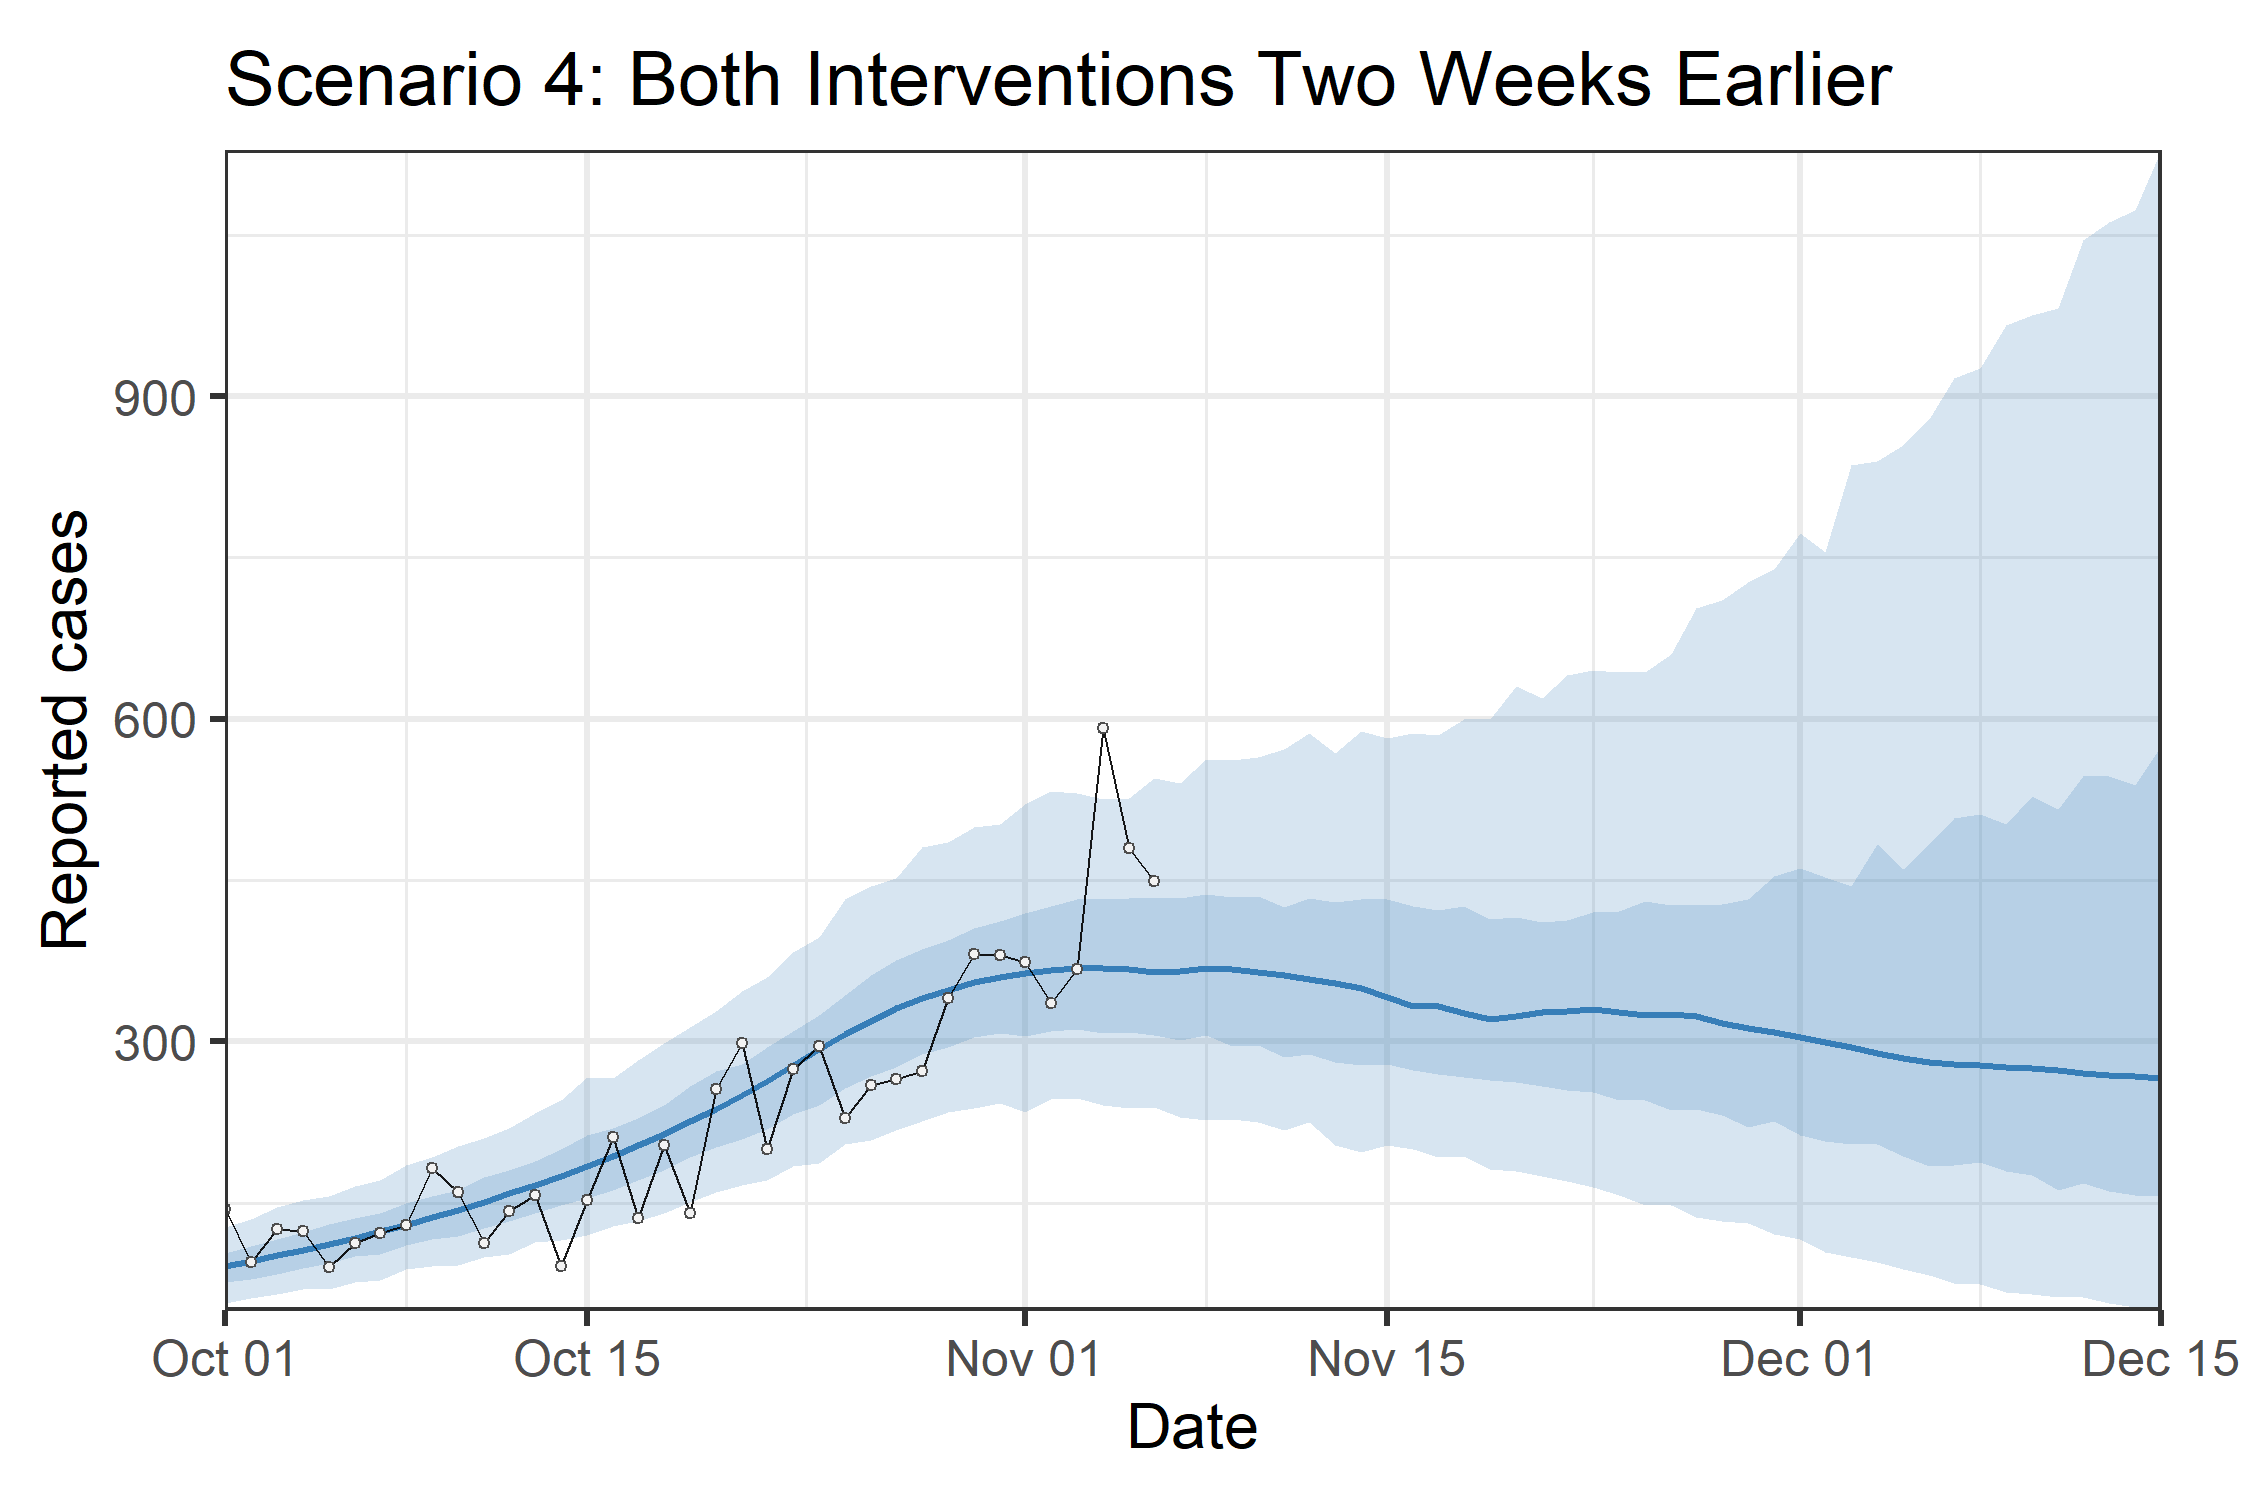 Scenario 4: Both Interventions Two Weeks Earlier
Reported cases
900
600
300
Oct 01 Oct 15 Nov 01 Nov 15 Dec 01 Dec 15
Date